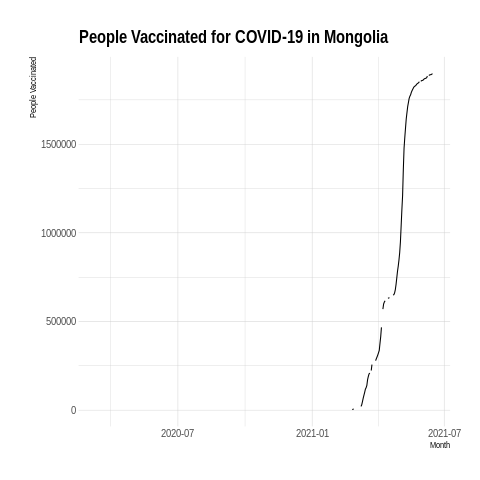 People Vaccinated for COVID-19 in Mongolia
People Vaccinated
1500000
1000000
500000
0
2020-07
2021-01
2021-07
Month